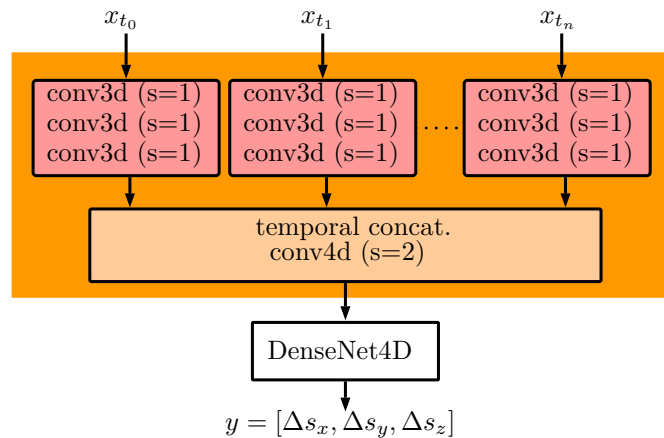 x_{t_0} x_{t_1} x_{t_n}
conv3d (s=1) conv3d (s=1) conv3d (s=1)
conv3d (s=1) conv3d (s=1) ..... conv3d (s=1)
conv3d (s=1) conv3d (s=1) conv3d (s=1)
temporal concat.
conv4d (s=2)
DenseNet4D
y = [Δs_x, Δs_y, Δs_z]